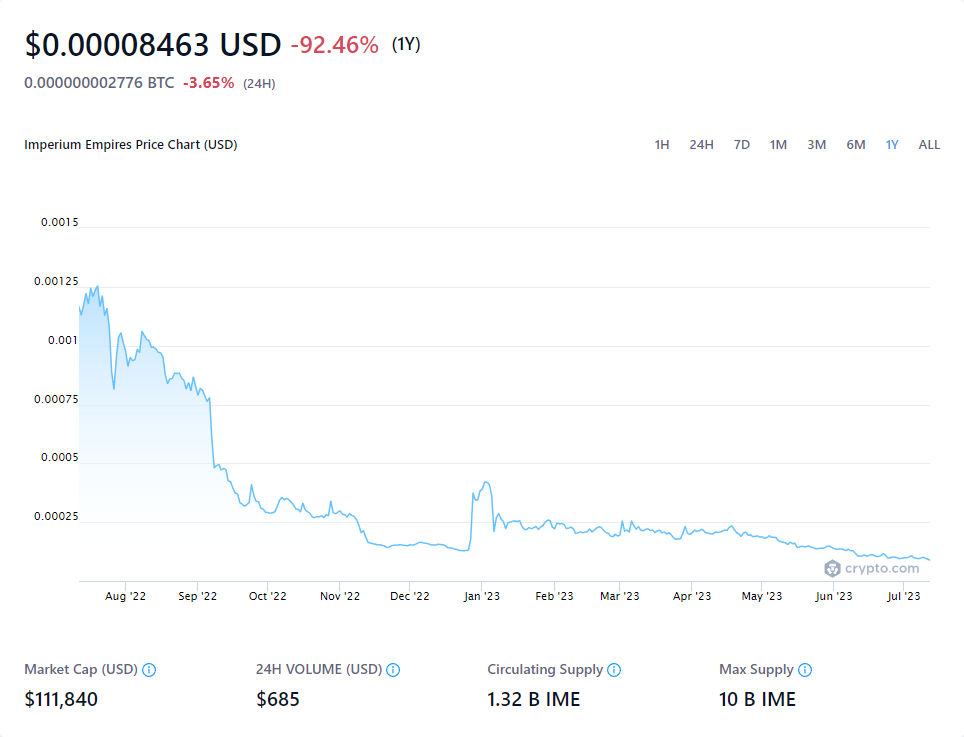 $0.00008463 USD -92.46% (1Y)
0.000000002776 BTC -3.65% (24H)
Imperium Empires Price Chart (USD) 1H 24H 7D 1M 3M 6M 1Y ALL
0.0015
0.00125
0.001
0.00075
0.0005
0.00025
crypto.com
Aug '22 Sep '22 Oct '22 Nov '22 Dec '22 Jan '23 Feb '23 Mar '23 Apr '23 May '23 Jun '23 Jul '23
Market Cap (USD) 24H VOLUME (USD) Circulating Supply Max Supply
$111,840 $685 1.32 B IME 10 B IME